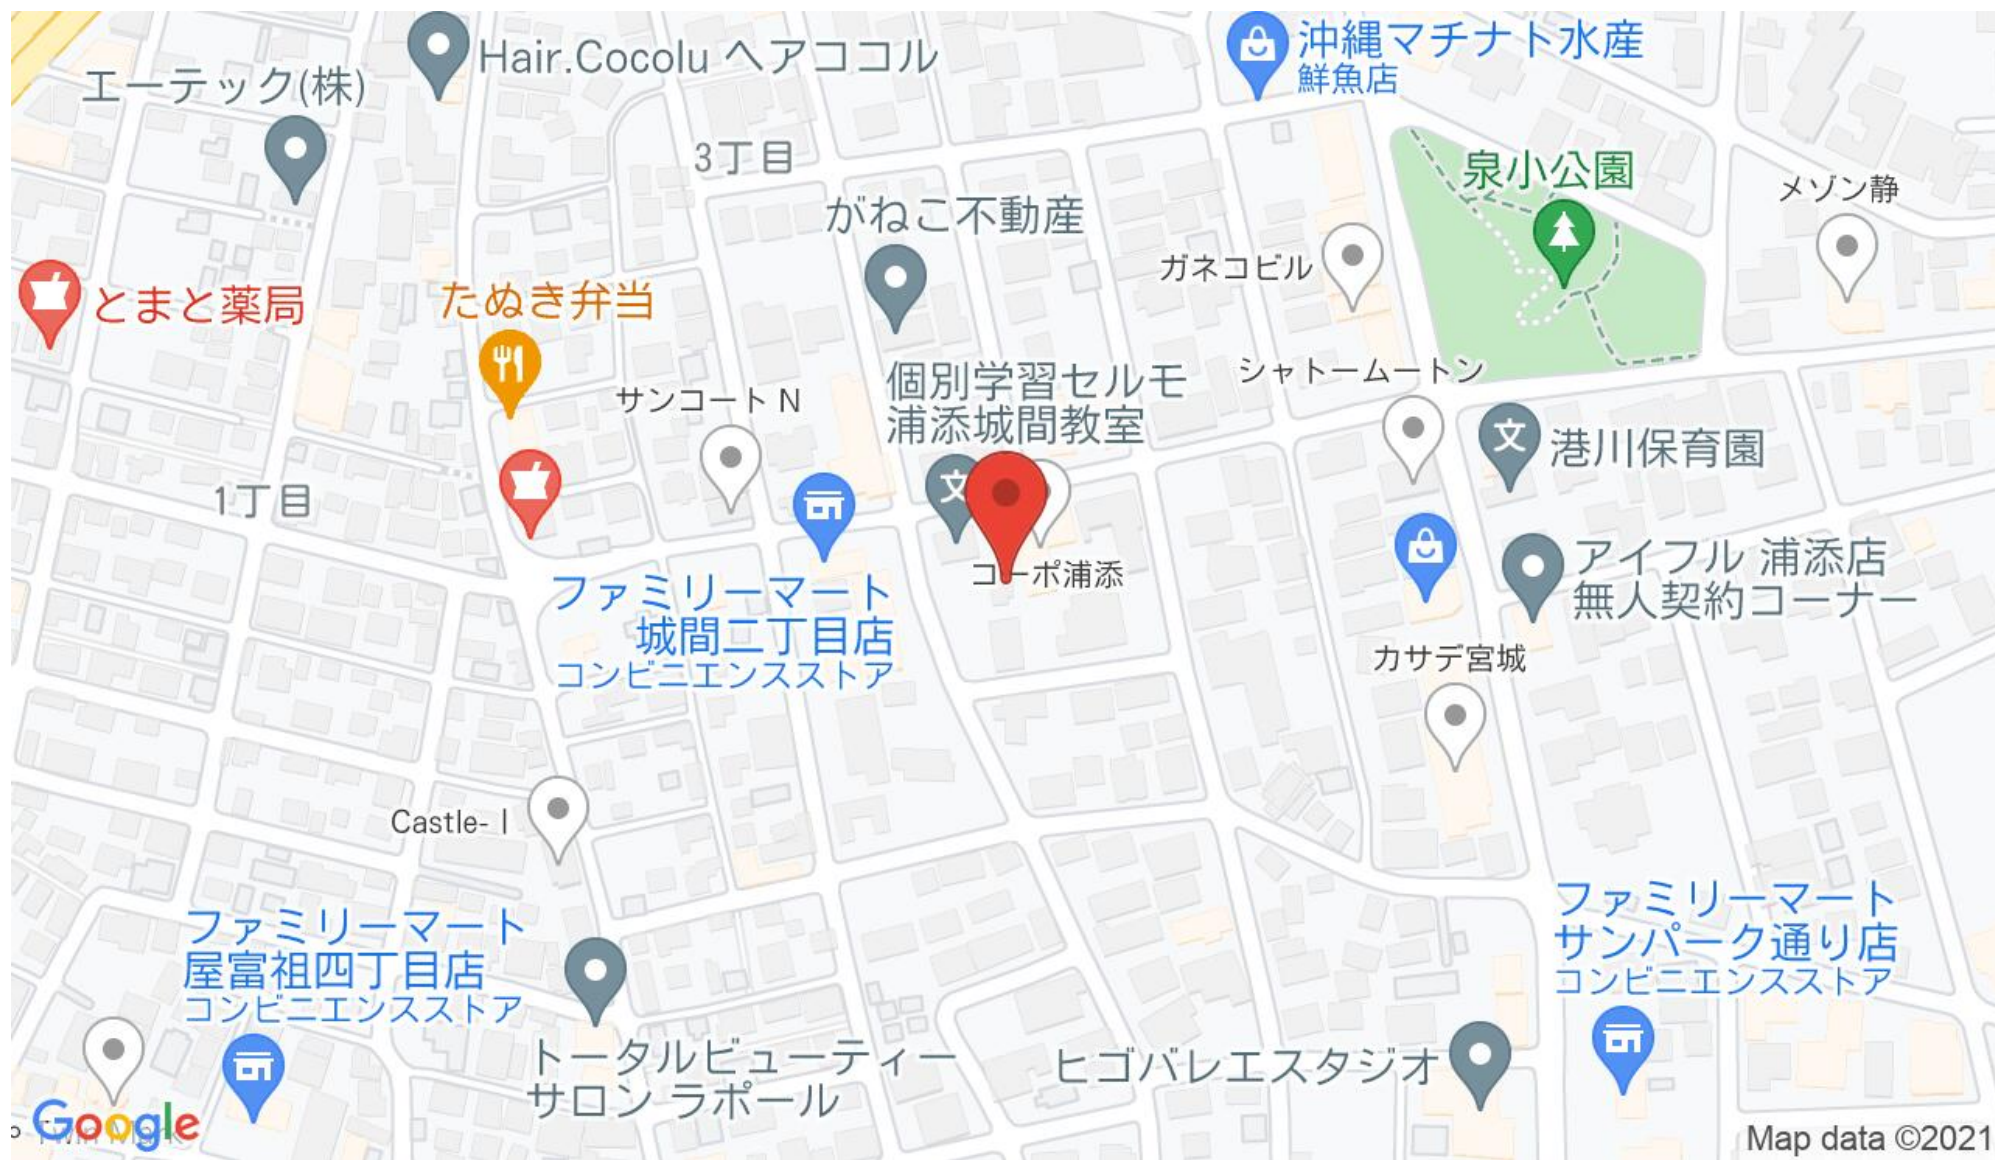 Hair.Cocolu ヘアココル
沖縄マチナト水産
鮮魚店
エーテック(株)
3丁目
泉小公園
メゾン静
がねこ不動産
ガネコビル
とまと薬局
たぬき弁当
サンコート N
個別学習セルモ
浦添城間教室
シャトームートン
文
港川保育園
1丁目
文
コーポ浦添
アイフル 浦添店
無人契約コーナー
ファミリーマート
城間二丁目店
コンビニエンスストア
カサデ宮城
Castle-Ⅰ
ファミリーマート
屋富祖四丁目店
コンビニエンスストア
ファミリーマート
サンパーク通り店
コンビニエンスストア
トータルビューティー
サロン ラポール
ヒゴバレエスタジオ
Google
Map data ©2021